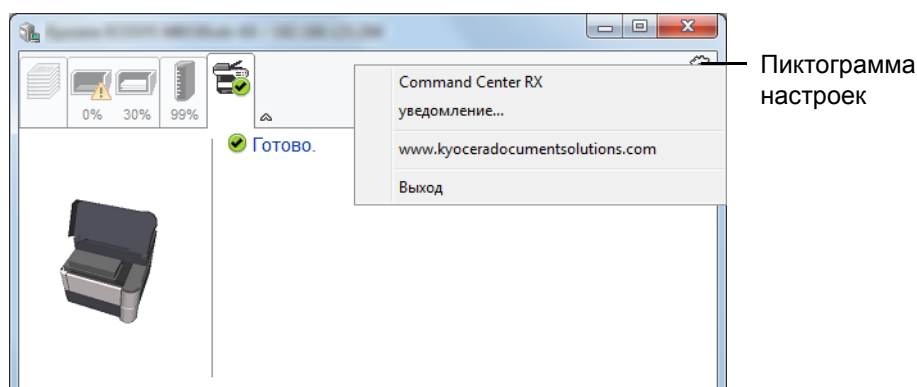 0% 30% 99%
Готово.
Command Center RX
уведомление...
www.kyoceradocumentsolutions.com
Выход
Пиктограмма
настроек